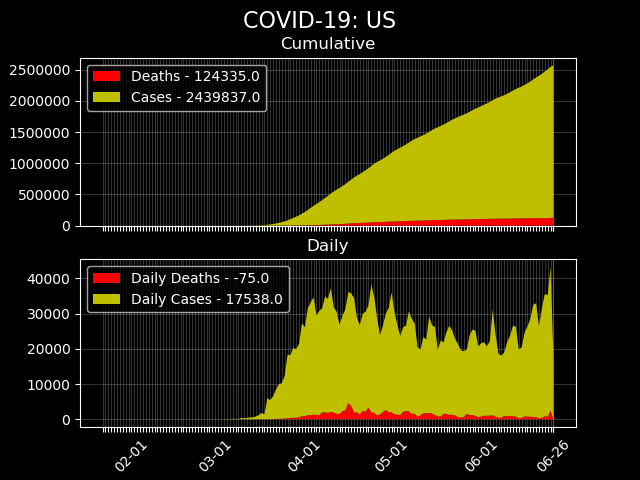 COVID-19: US
Cumulative
Deaths - 124335.0
Cases - 2439837.0
2500000
2000000
1500000
1000000
500000
0
Daily
Daily Deaths - -75.0
Daily Cases - 17538.0
40000
30000
20000
10000
0
02-01 03-01 04-01 05-01 06-01 06-26